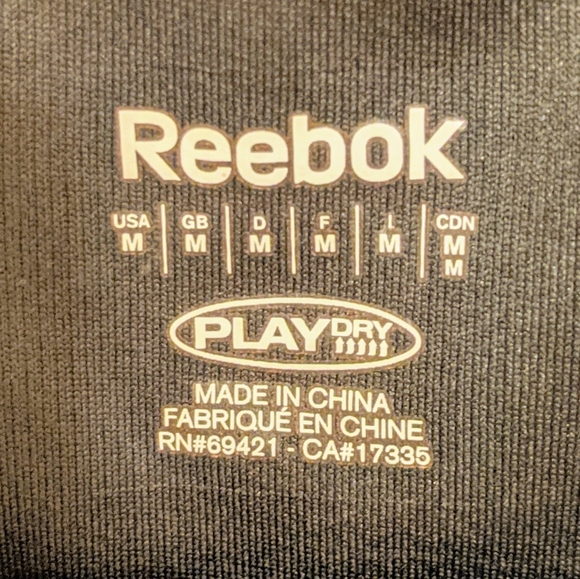 Reebok
USA | GB | D | F | I | CDN
M | M | M | M | M | M
M
PLAYDRY
MADE IN CHINA
FABRIQUÉ EN CHINE
RN#69421 - CA#17335